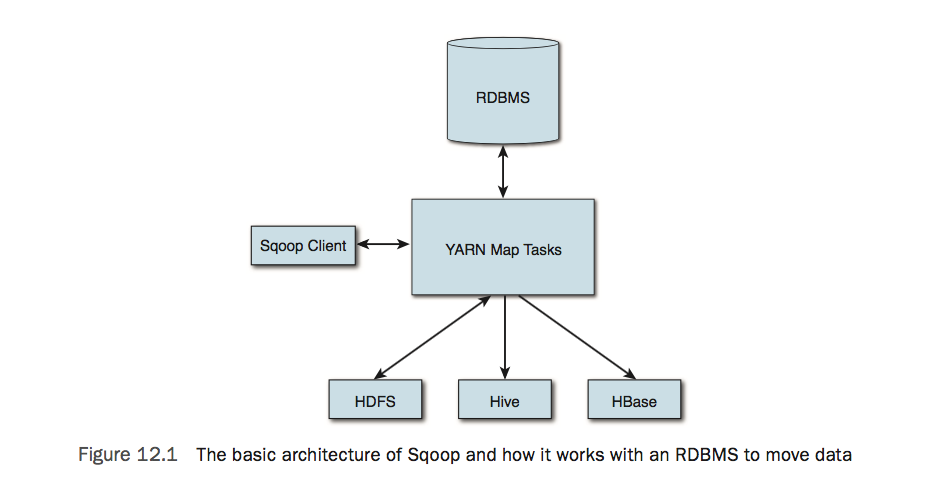 RDBMS
Sqoop Client
YARN Map Tasks
HDFS
Hive
HBase
Figure 12.1 The basic architecture of Sqoop and how it works with an RDBMS to move data